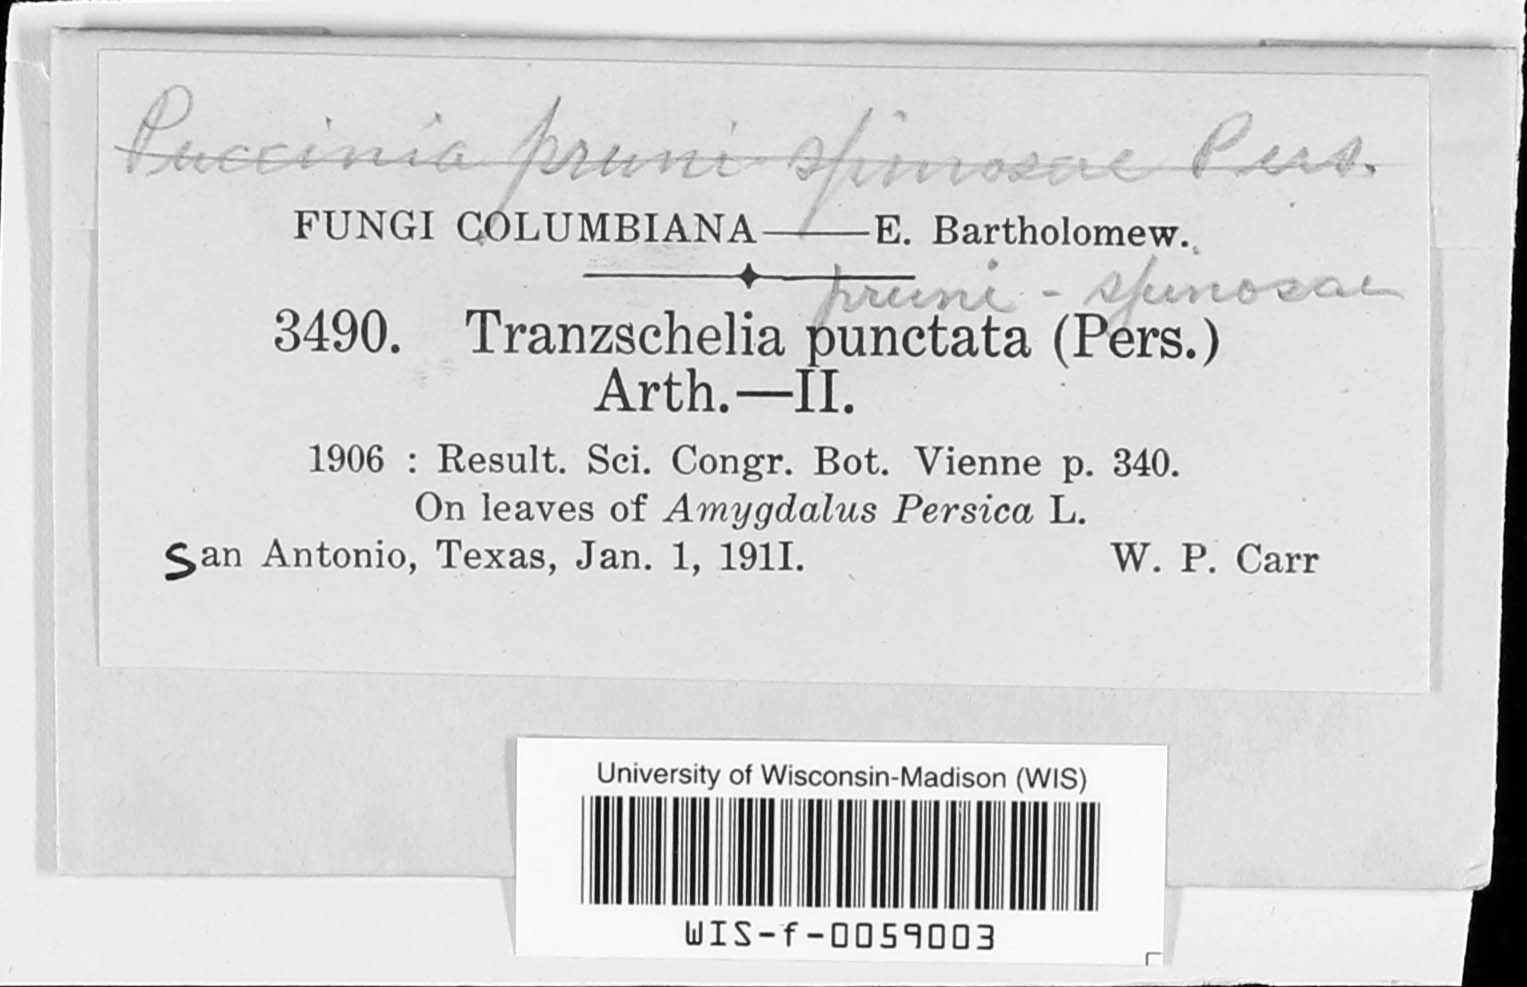 Puccinia pruni-spinosae Pers.
FUNGI COLUMBIANA—E. Bartholomew.
pruni - spinosae
3490. Tranzschelia punctata (Pers.)
Arth.—II.
1906 : Result. Sci. Congr. Bot. Vienne p. 340.
On leaves of Amygdalus Persica L.
San Antonio, Texas, Jan. 1, 191I. W. P. Carr
University of Wisconsin-Madison (WIS)
WIS-f-0059003